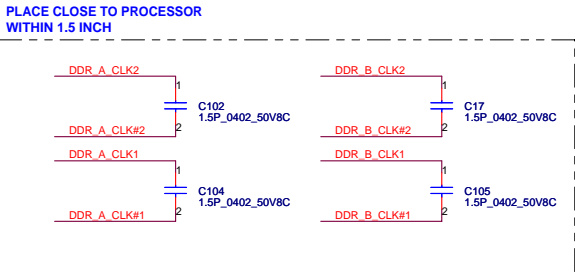 PLACE CLOSE TO PROCESSOR
WITHIN 1.5 INCH
DDR_A_CLK2
1
C102
1.5P_0402_50V8C
2
DDR_A_CLK#2
DDR_B_CLK2
1
C17
1.5P_0402_50V8C
2
DDR_B_CLK#2
DDR_A_CLK1
1
C104
1.5P_0402_50V8C
2
DDR_A_CLK#1
DDR_B_CLK1
1
C105
1.5P_0402_50V8C
2
DDR_B_CLK#1